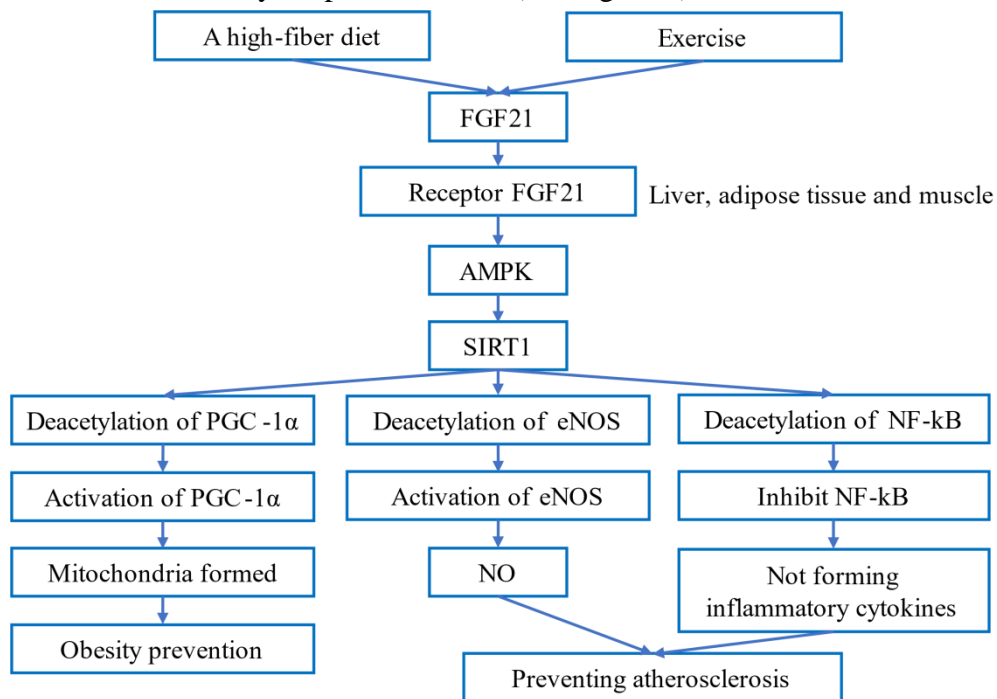 A high-fiber diet
Exercise
FGF21
Receptor FGF21
Liver, adipose tissue and muscle
AMPK
SIRT1
Deacetylation of PGC-1α
Deacetylation of eNOS
Deacetylation of NF-kB
Activation of PGC-1α
Activation of eNOS
Inhibit NF-kB
Mitochondria formed
NO
Not forming
inflammatory cytokines
Obesity prevention
Preventing atherosclerosis